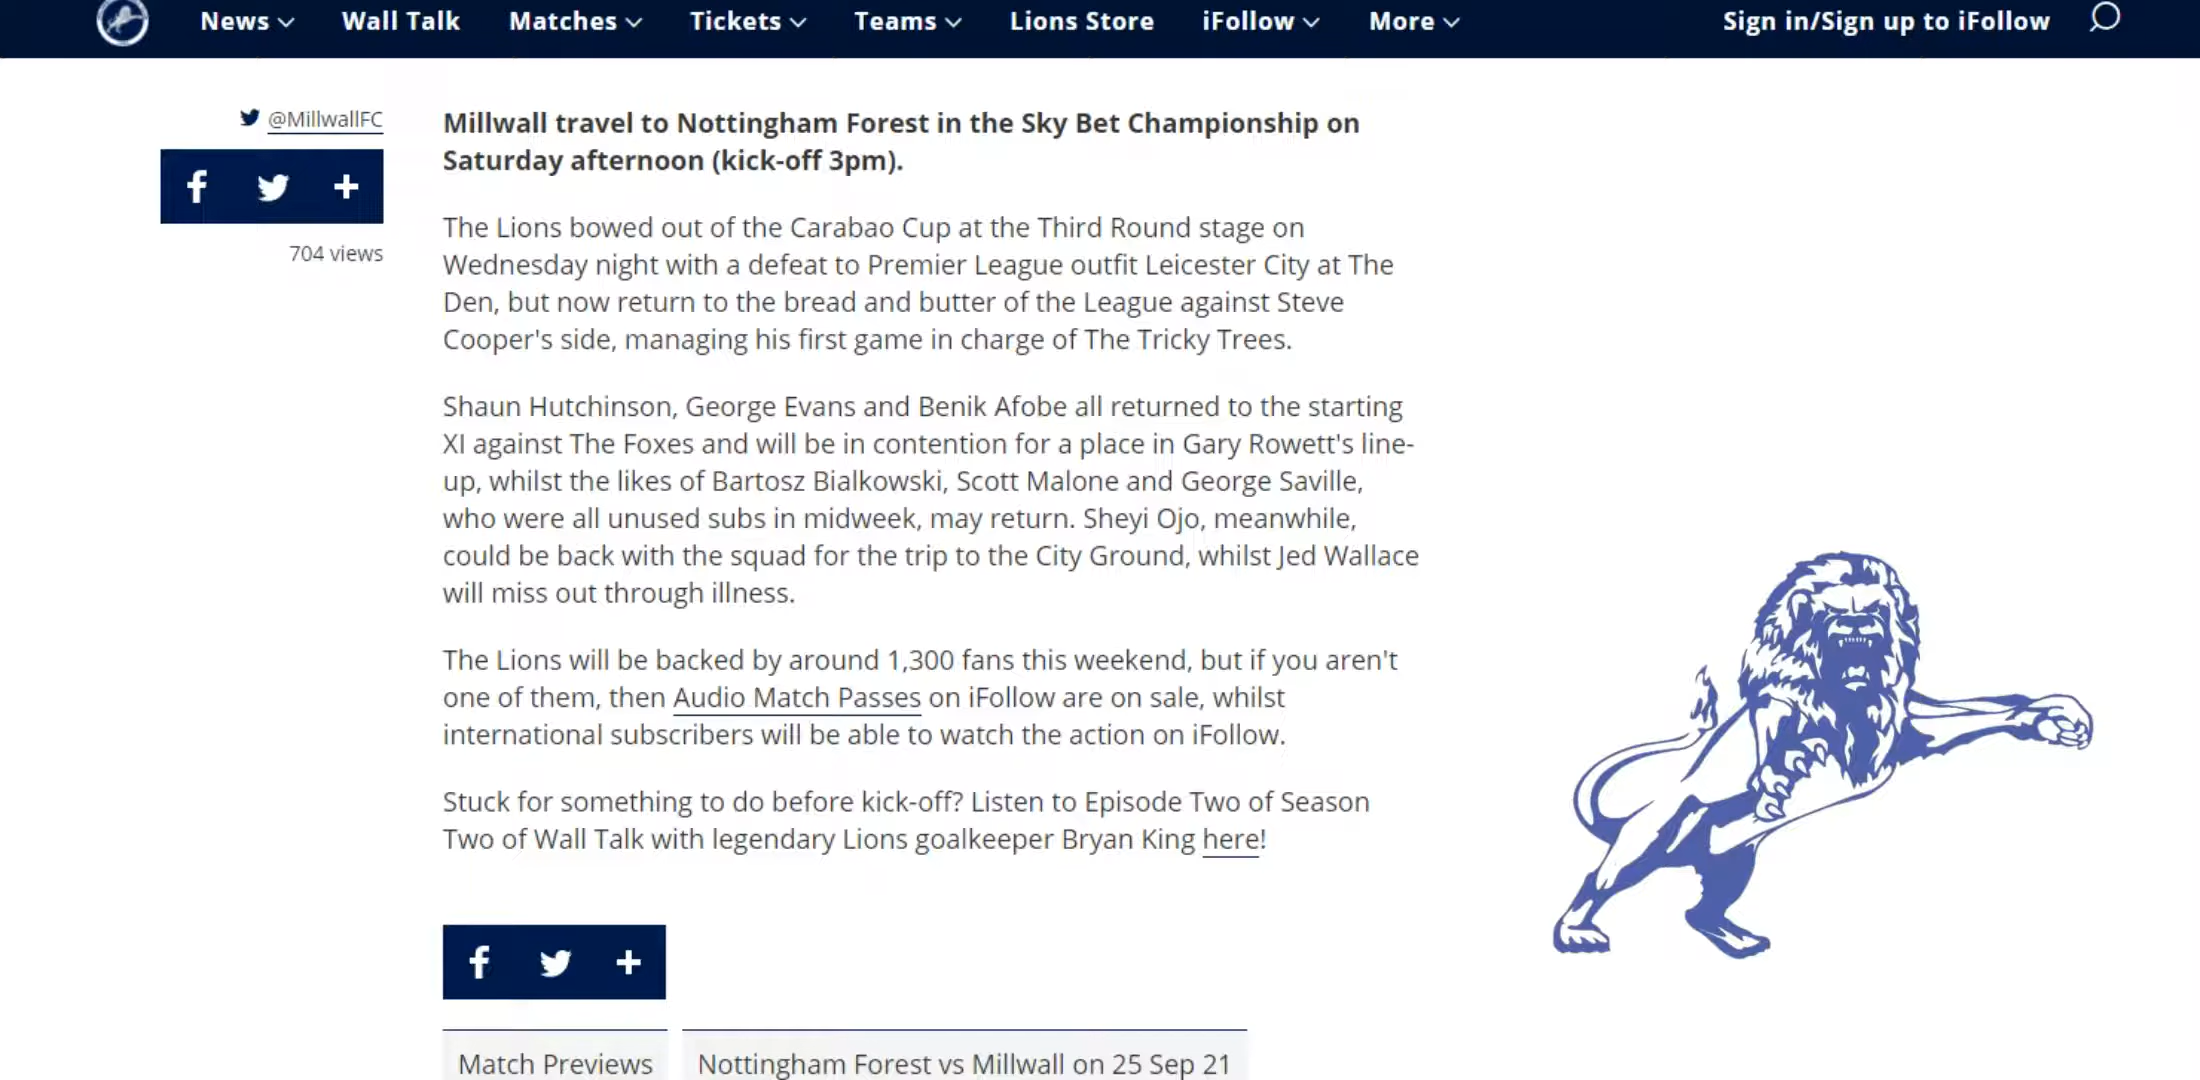 News Wall Talk Matches Tickets Teams Lions Store iFollow More Sign in/Sign up to iFollow
@MillwallFC
704 views
Millwall travel to Nottingham Forest in the Sky Bet Championship on
Saturday afternoon (kick-off 3pm).
The Lions bowed out of the Carabao Cup at the Third Round stage on
Wednesday night with a defeat to Premier League outfit Leicester City at The
Den, but now return to the bread and butter of the League against Steve
Cooper's side, managing his first game in charge of The Tricky Trees.
Shaun Hutchinson, George Evans and Benik Afobe all returned to the starting
XI against The Foxes and will be in contention for a place in Gary Rowett's line-
up, whilst the likes of Bartosz Bialkowski, Scott Malone and George Saville,
who were all unused subs in midweek, may return. Sheyi Ojo, meanwhile,
could be back with the squad for the trip to the City Ground, whilst Jed Wallace
will miss out through illness.
The Lions will be backed by around 1,300 fans this weekend, but if you aren't
one of them, then Audio Match Passes on iFollow are on sale, whilst
international subscribers will be able to watch the action on iFollow.
Stuck for something to do before kick-off? Listen to Episode Two of Season
Two of Wall Talk with legendary Lions goalkeeper Bryan King here!
Match Previews Nottingham Forest vs Millwall on 25 Sep 21